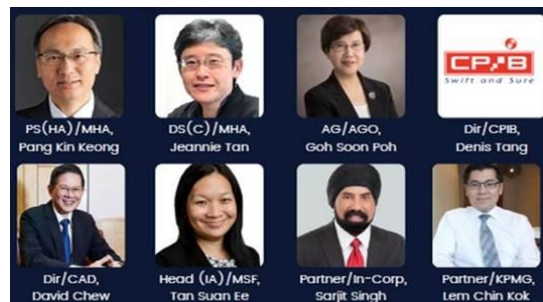 CPIB
Swift and Sure
PS(HA)/MHA,
Pang Kin Keong
DS(C)/MHA,
Jeannie Tan
AG/AGO,
Goh Soon Poh
Dir/CPIB,
Denis Tang
Dir/CAD,
David Chew
Head (IA)/MSF,
Tan Suan Ee
Partner/In-Corp,
Sarjit Singh
Partner/KPMG,
Lem Chin Kok